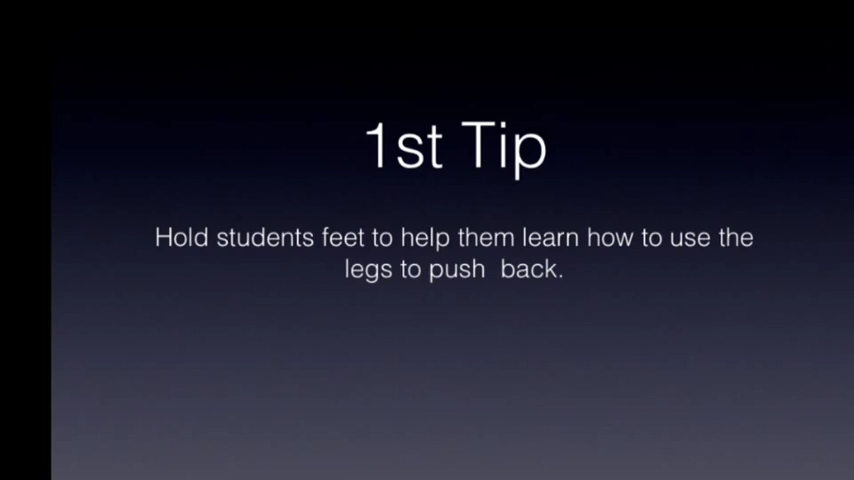 1st Tip
Hold students feet to help them learn how to use the
legs to push  back.